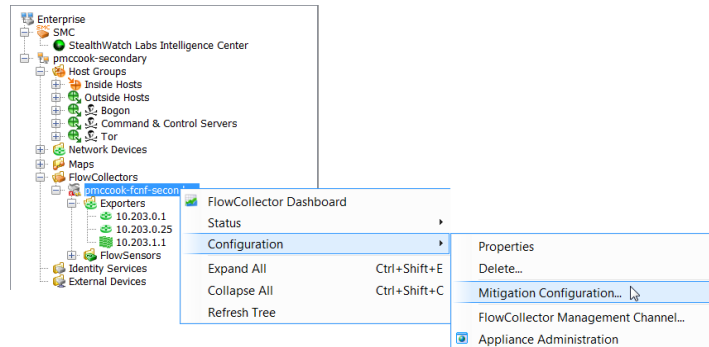 Enterprise
SMC
StealthWatch Labs Intelligence Center
pmccook-secondary
Host Groups
Inside Hosts
Outside Hosts
Bogon
Command & Control Servers
Tor
Network Devices
Maps
FlowCollectors
pmccook-fcnf-secon
Exporters
10.203.0.1
10.203.0.25
10.203.1.1
FlowSensors
Identity Services
External Devices
FlowCollector Dashboard
Status
Configuration
Expand All Ctrl+Shift+E
Collapse All Ctrl+Shift+C
Refresh Tree
Properties
Delete...
Mitigation Configuration...
FlowCollector Management Channel...
Appliance Administration